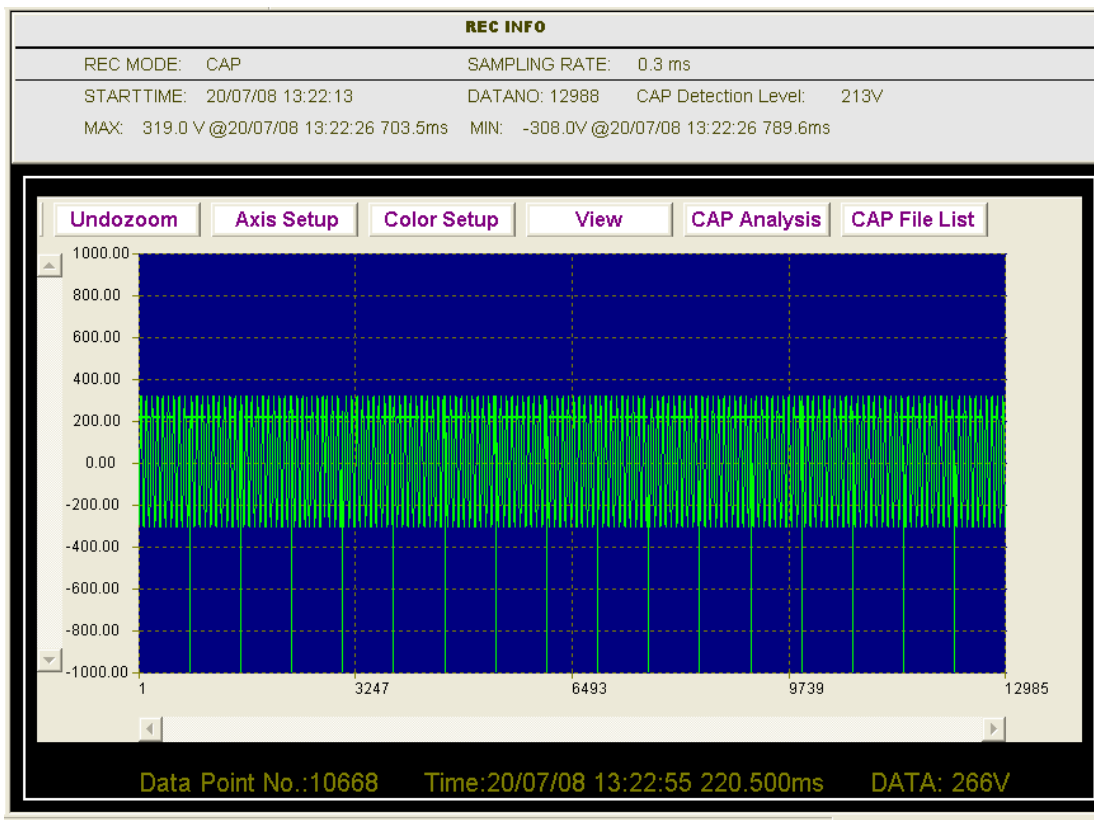 REC INFO
REC MODE: CAP SAMPLING RATE: 0.3 ms
STARTTIME: 20/07/08 13:22:13 DATANO: 12988 CAP Detection Level: 213V
MAX: 319.0 V @20/07/08 13:22:26 703.5ms MIN: -308.0V @20/07/08 13:22:26 789.6ms
Undozoom Axis Setup Color Setup View CAP Analysis CAP File List
1000.00
800.00
600.00
400.00
200.00
0.00
-200.00
-400.00
-600.00
-800.00
-1000.00
1 3247 6493 9739 12985
Data Point No.:10668 Time:20/07/08 13:22:55 220.500ms DATA: 266V